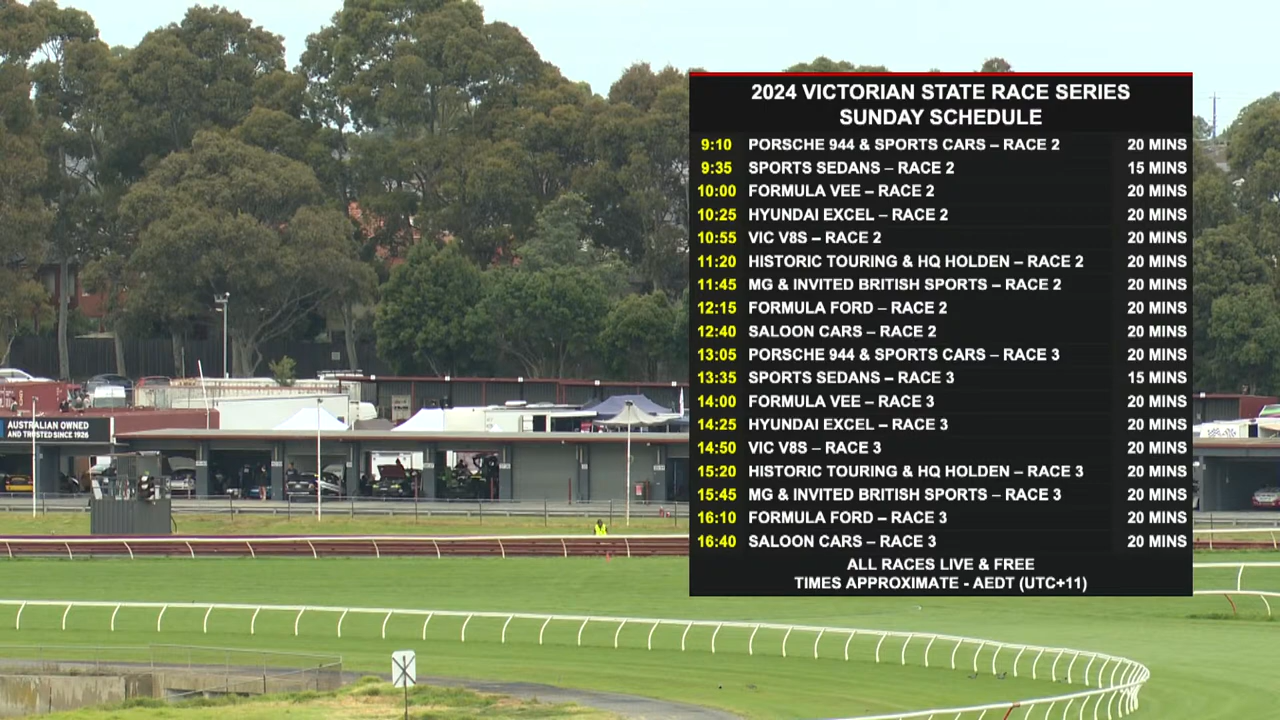 2024 VICTORIAN STATE RACE SERIES
SUNDAY SCHEDULE
9:10 PORSCHE 944 & SPORTS CARS – RACE 2 20 MINS
9:35 SPORTS SEDANS – RACE 2 15 MINS
10:00 FORMULA VEE – RACE 2 20 MINS
10:25 HYUNDAI EXCEL – RACE 2 20 MINS
10:55 VIC V8S – RACE 2 20 MINS
11:20 HISTORIC TOURING & HQ HOLDEN – RACE 2 20 MINS
11:45 MG & INVITED BRITISH SPORTS – RACE 2 20 MINS
12:15 FORMULA FORD – RACE 2 20 MINS
12:40 SALOON CARS – RACE 2 20 MINS
13:05 PORSCHE 944 & SPORTS CARS – RACE 3 20 MINS
13:35 SPORTS SEDANS – RACE 3 15 MINS
14:00 FORMULA VEE – RACE 3 20 MINS
14:25 HYUNDAI EXCEL – RACE 3 20 MINS
14:50 VIC V8S – RACE 3 20 MINS
15:20 HISTORIC TOURING & HQ HOLDEN – RACE 3 20 MINS
15:45 MG & INVITED BRITISH SPORTS – RACE 3 20 MINS
16:10 FORMULA FORD – RACE 3 20 MINS
16:40 SALOON CARS – RACE 3 20 MINS
ALL RACES LIVE & FREE
TIMES APPROXIMATE - AEDT (UTC+11)
AUSTRALIAN OWNED
AND TRUSTED SINCE 1926